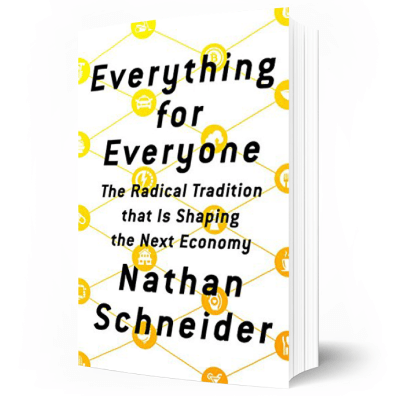 Everything
for
Everyone
The Radical Tradition
that Is Shaping
the Next Economy
Nathan
Schneider